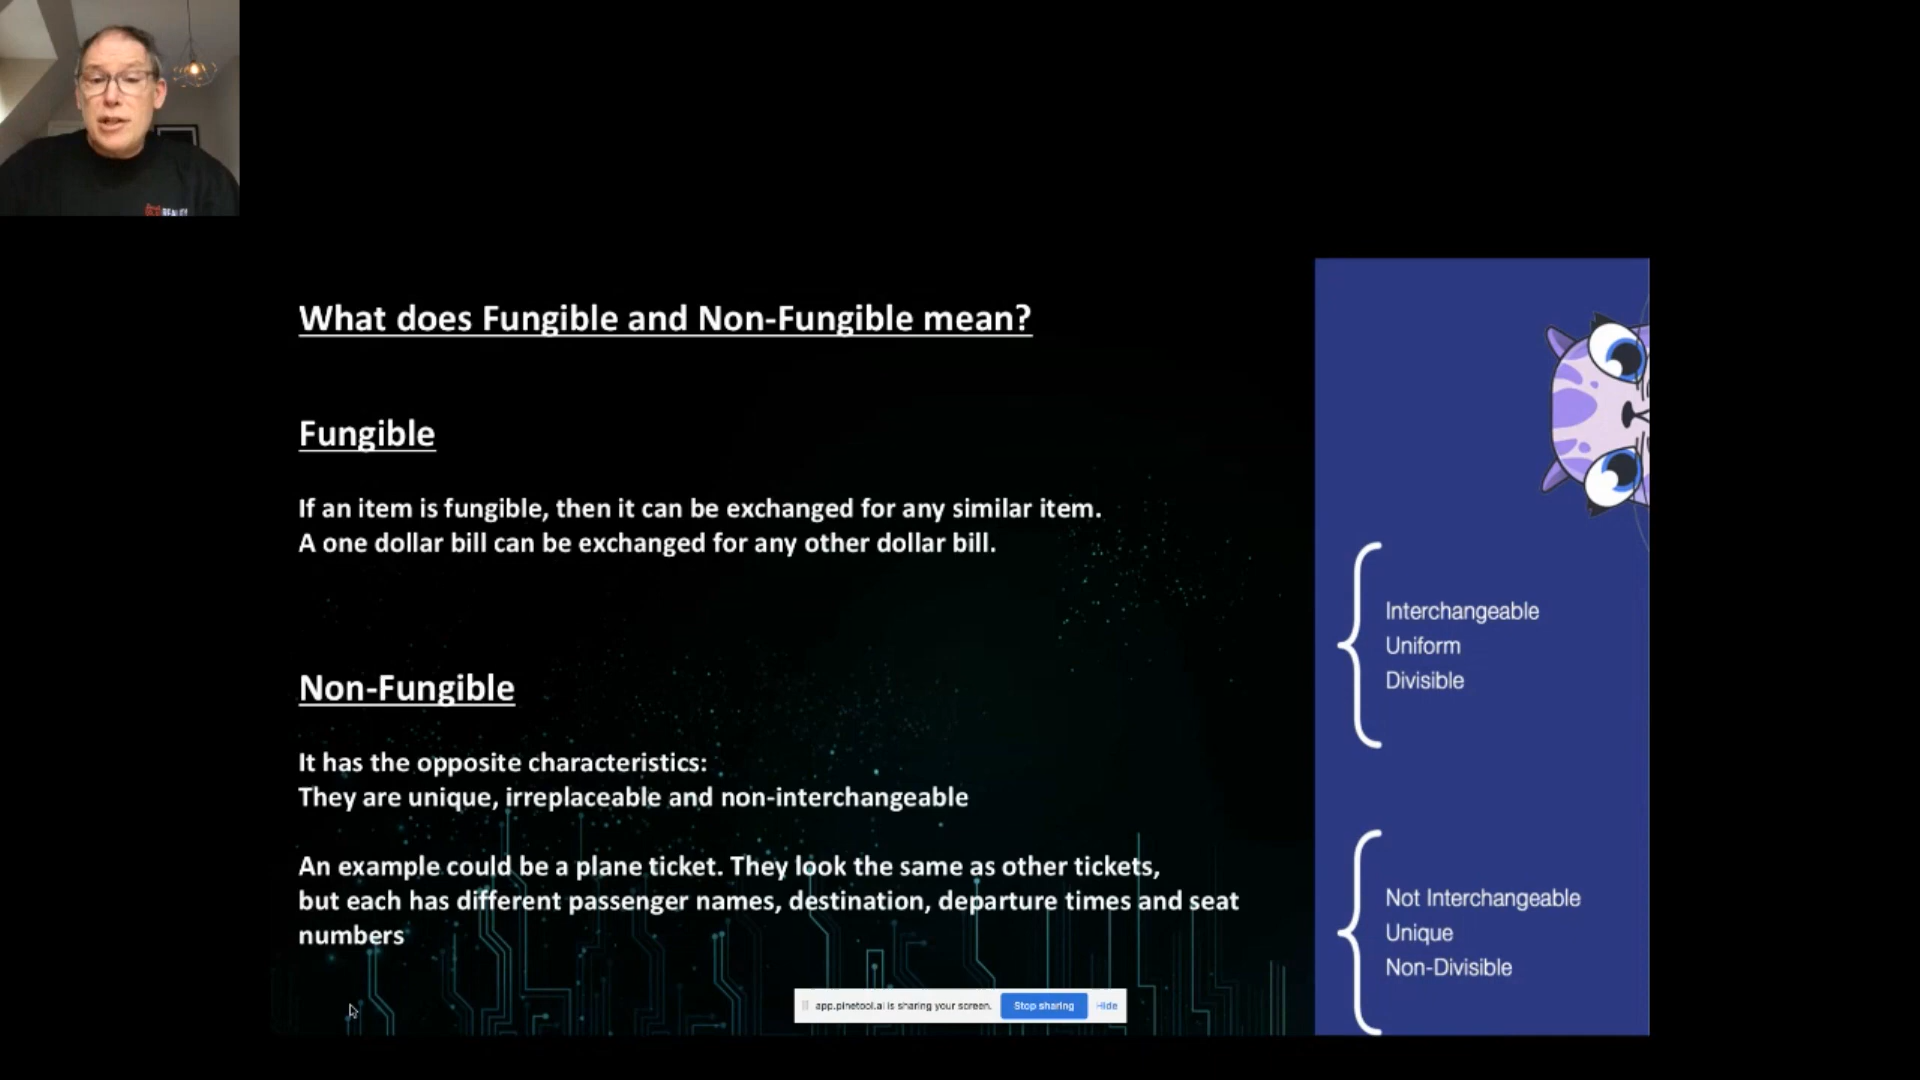 What does Fungible and Non-Fungible mean?
Fungible
If an item is fungible, then it can be exchanged for any similar item.
A one dollar bill can be exchanged for any other dollar bill.
Non-Fungible
It has the opposite characteristics:
They are unique, irreplaceable and non-interchangeable
An example could be a plane ticket. They look the same as other tickets,
but each has different passenger names, destination, departure times and seat
numbers
Interchangeable
Uniform
Divisible
Not Interchangeable
Unique
Non-Divisible
app.pinetool.ai is sharing your screen. Stop sharing Hide